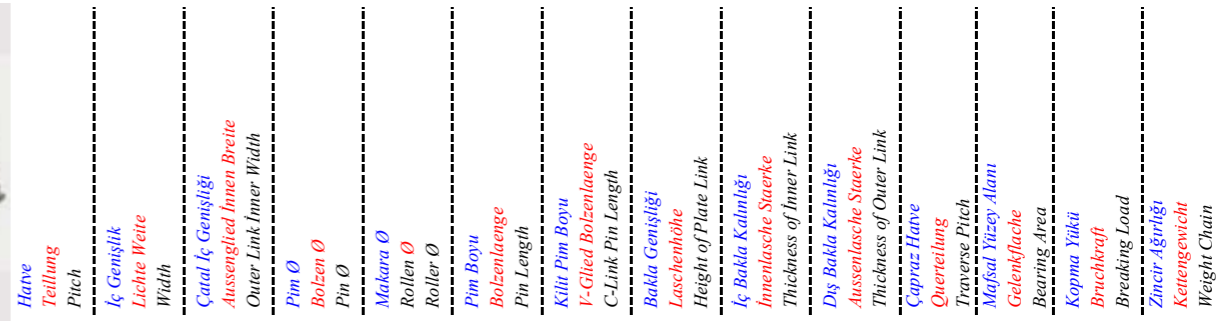 Hatve
Teillung
Pitch
İç Genişlik
Lichte Weite
Width
Çatal İç Genişliği
Aussenglied İnnen Breite
Outer Link İnner Width
Pim Ø
Bolzen Ø
Pin Ø
Makara Ø
Rollen Ø
Roller Ø
Pim Boyu
Bolzenlaenge
Pin Length
Kilit Pim Boyu
V-Glied Bolzenlaenge
C-Link Pin Length
Bakla Genişliği
Laschenhöhe
Height of Plate Link
İç Bakla Kalınlığı
İnnenlasche Staerke
Thickness of İnner Link
Dış Bakla Kalınlığı
Aussenlasche Staerke
Thickness of Outer Link
Çapraz Hatve
Querteilung
Traverse Pitch
Mafsal Yüzey Alanı
Gelenkflache
Bearing Area
Kopma Yükü
Bruchkraft
Breaking Load
Zincir Ağırlığı
Kettengewicht
Weight Chain